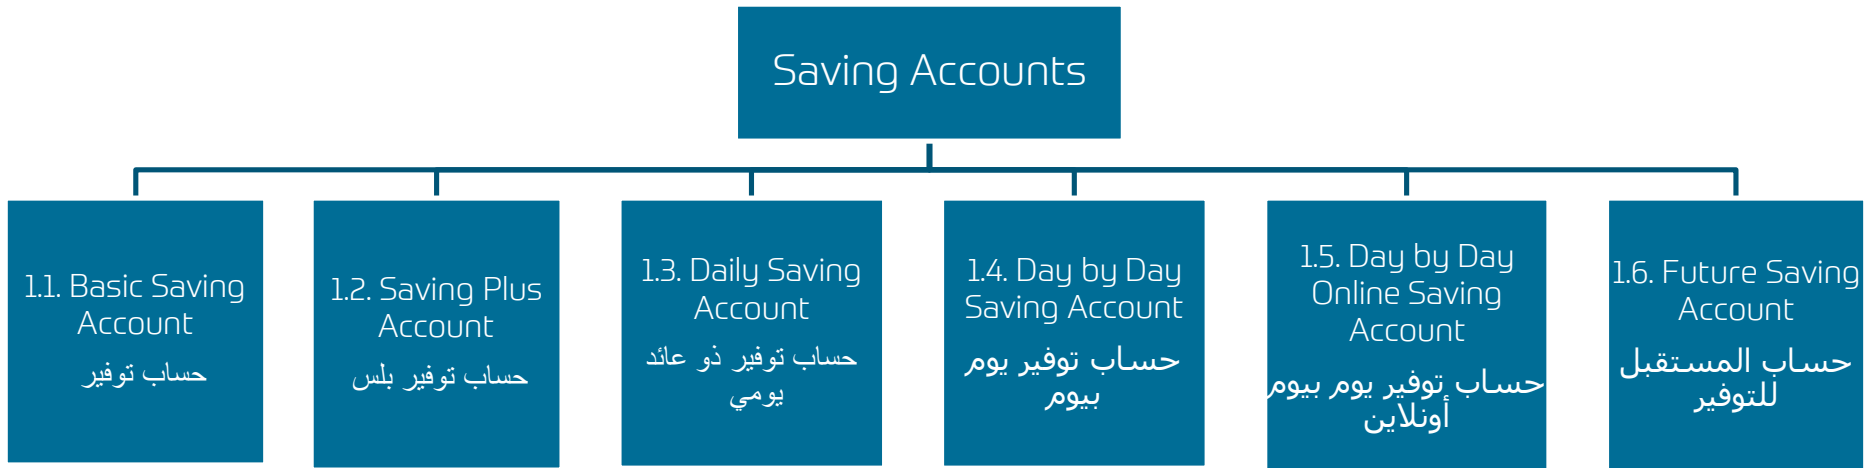 Saving Accounts
1.1. Basic Saving
Account
حساب توفير
1.2. Saving Plus
Account
حساب توفير بلس
1.3. Daily Saving
Account
حساب توفير ذو عائد
يومي
1.4. Day by Day
Saving Account
حساب توفير يوم
بيوم
1.5. Day by Day
Online Saving
Account
حساب توفير يوم بيوم
أونلاين
1.6. Future Saving
Account
حساب المستقبل
للتوفير